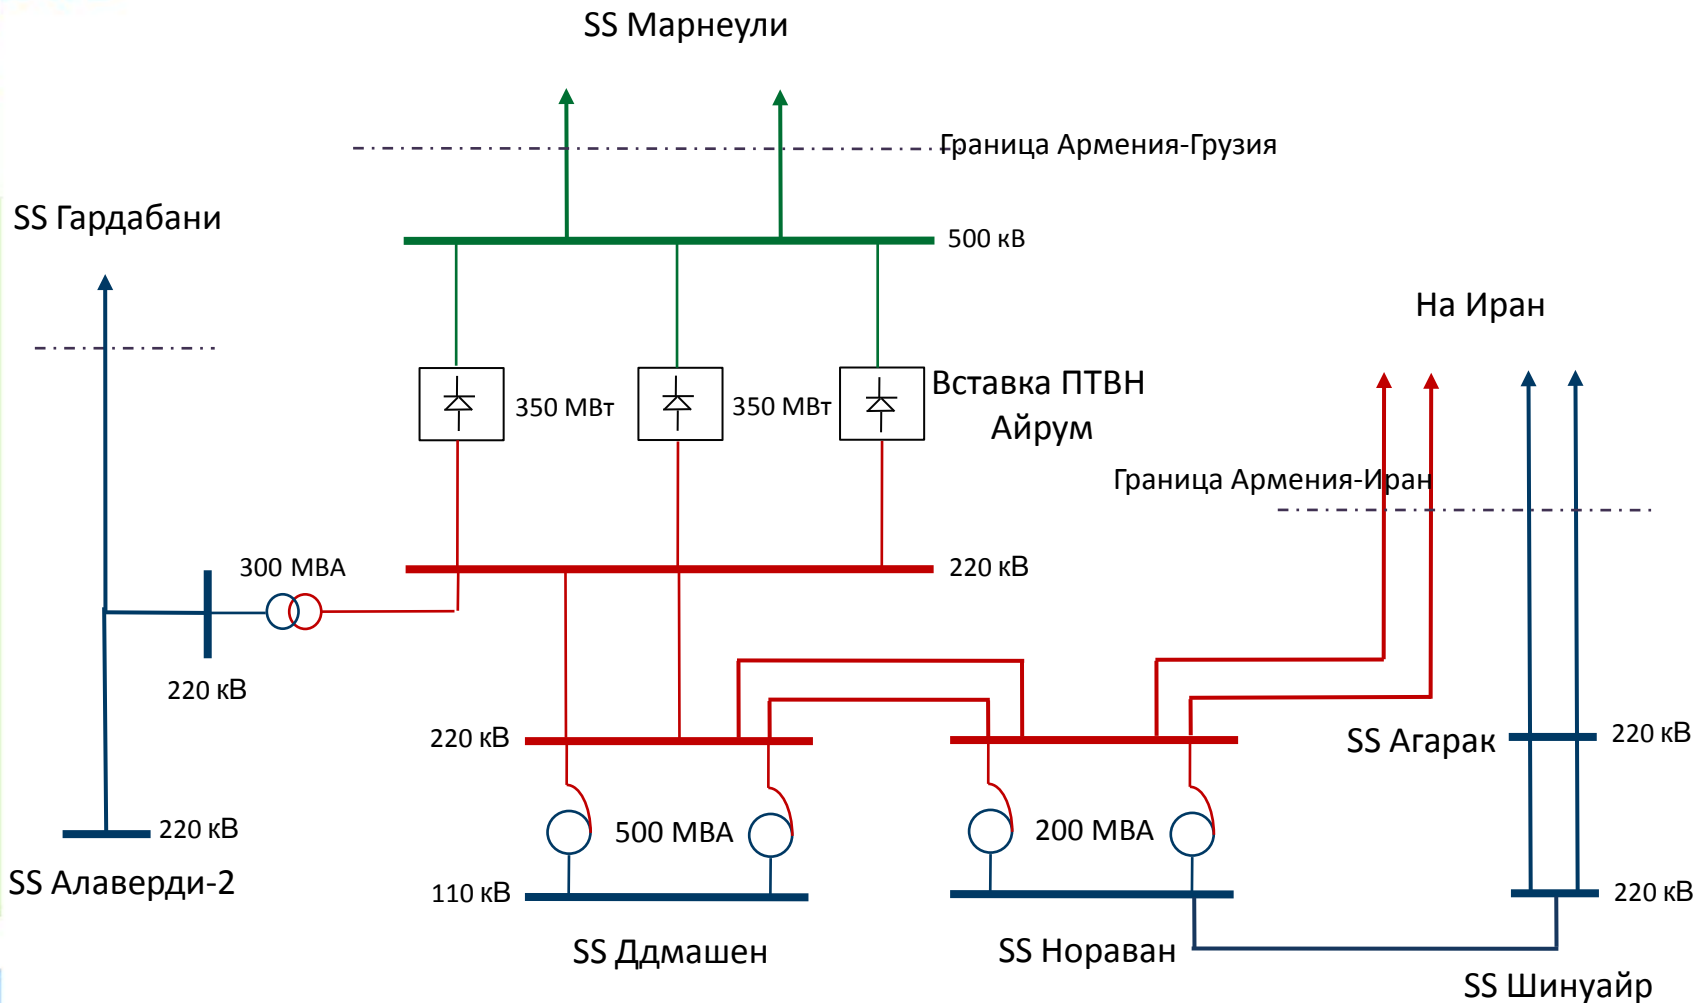 SS Марнеули
Граница Армения-Грузия
SS Гардабани
500 кВ
На Иран
350 МВт
350 МВт
Вставка ПТВН
Айрум
Граница Армения-Иран
300 МВА
220 кВ
220 кВ
220 кВ
SS Агарак
220 кВ
220 кВ
500 МВА
200 МВА
SS Алаверди-2
110 кВ
220 кВ
SS Ддмашен
SS Нораван
SS Шинуайр